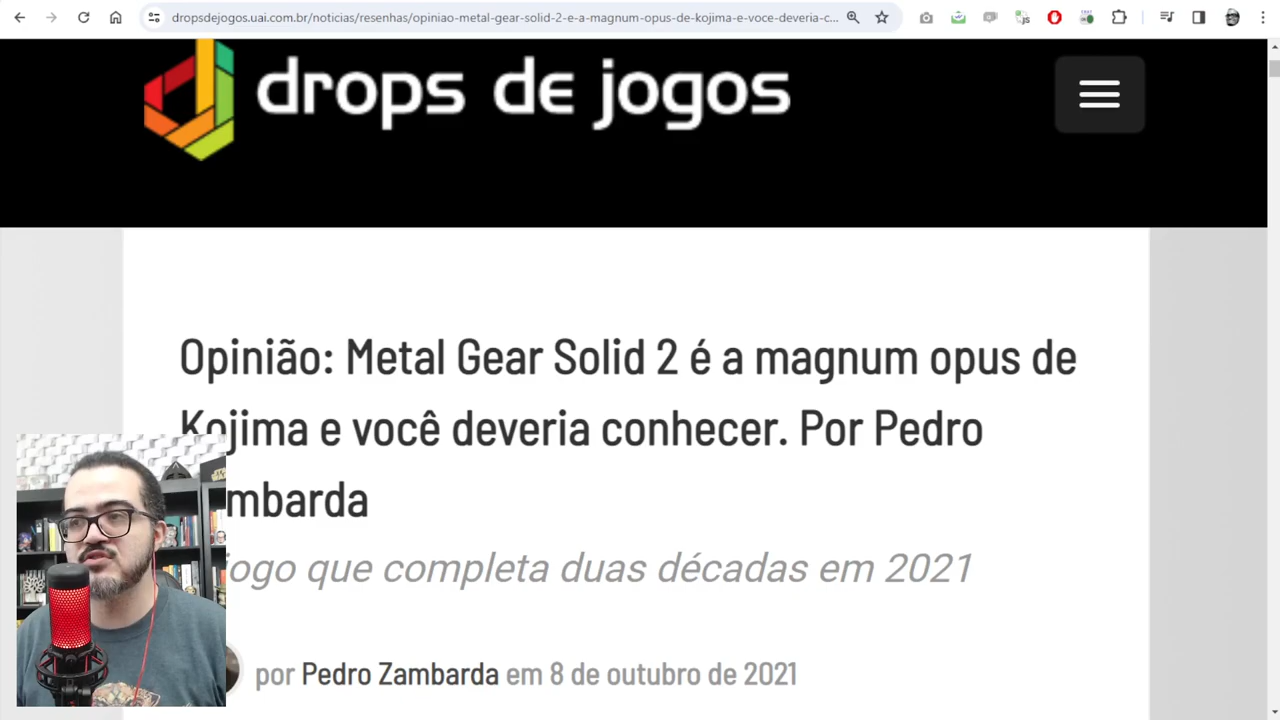 dropsdejogos.uai.com.br/noticias/resenhas/opiniao-metal-gear-solid-2-e-a-magnum-opus-de-kojima-e-voce-deveria-c...
drops de jogos
Opinião: Metal Gear Solid 2 é a magnum opus de
Kojima e você deveria conhecer. Por Pedro
mbarda
jogo que completa duas décadas em 2021
por Pedro Zambarda em 8 de outubro de 2021